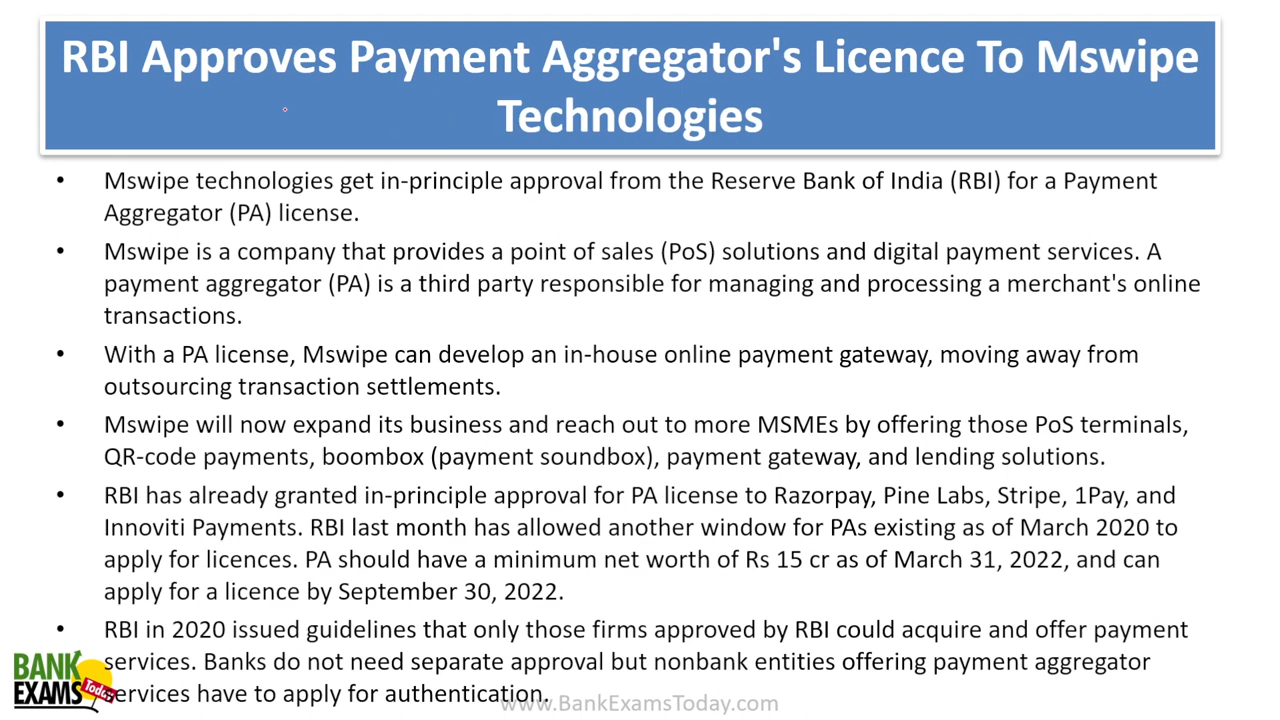 RBI Approves Payment Aggregator's Licence To Mswipe
Technologies
• Mswipe technologies get in-principle approval from the Reserve Bank of India (RBI) for a Payment
Aggregator (PA) license.
• Mswipe is a company that provides a point of sales (PoS) solutions and digital payment services. A
payment aggregator (PA) is a third party responsible for managing and processing a merchant's online
transactions.
• With a PA license, Mswipe can develop an in-house online payment gateway, moving away from
outsourcing transaction settlements.
• Mswipe will now expand its business and reach out to more MSMEs by offering those PoS terminals,
QR-code payments, boombox (payment soundbox), payment gateway, and lending solutions.
• RBI has already granted in-principle approval for PA license to Razorpay, Pine Labs, Stripe, 1Pay, and
Innoviti Payments. RBI last month has allowed another window for PAs existing as of March 2020 to
apply for licences. PA should have a minimum net worth of Rs 15 cr as of March 31, 2022, and can
apply for a licence by September 30, 2022.
• RBI in 2020 issued guidelines that only those firms approved by RBI could acquire and offer payment
services. Banks do not need separate approval but nonbank entities offering payment aggregator
services have to apply for authentication.
BANK
EXAMS
Today
www.BankExamsToday.com